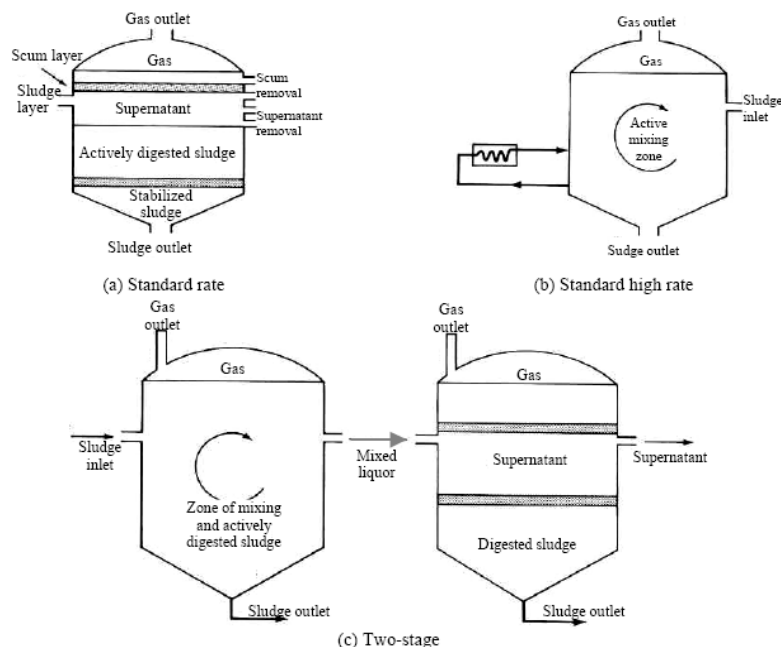 Gas outlet
Scum layer
Gas
Scum
removal
Sludge
layer
Supernatant
Supernatant
removal
Actively digested sludge
Stabilized
sludge
Sludge outlet
(a) Standard rate
Gas outlet
Gas
Sludge
inlet
Active
mixing
zone
Sudge outlet
(b) Standard high rate
Gas
outlet
Gas
Sludge
inlet
Zone of mixing
and actively
digested sludge
Sludge outlet
Mixed
liquor
Gas
outlet
Gas
Supernatant
Supernatant
Digested sludge
Sludge outlet
(c) Two-stage